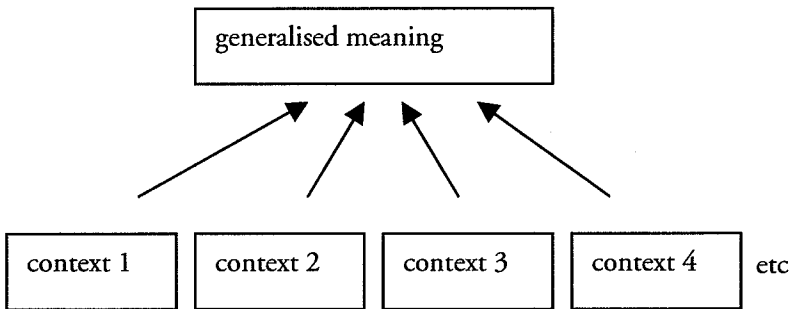 generalised meaning
context 1 context 2 context 3 context 4 etc